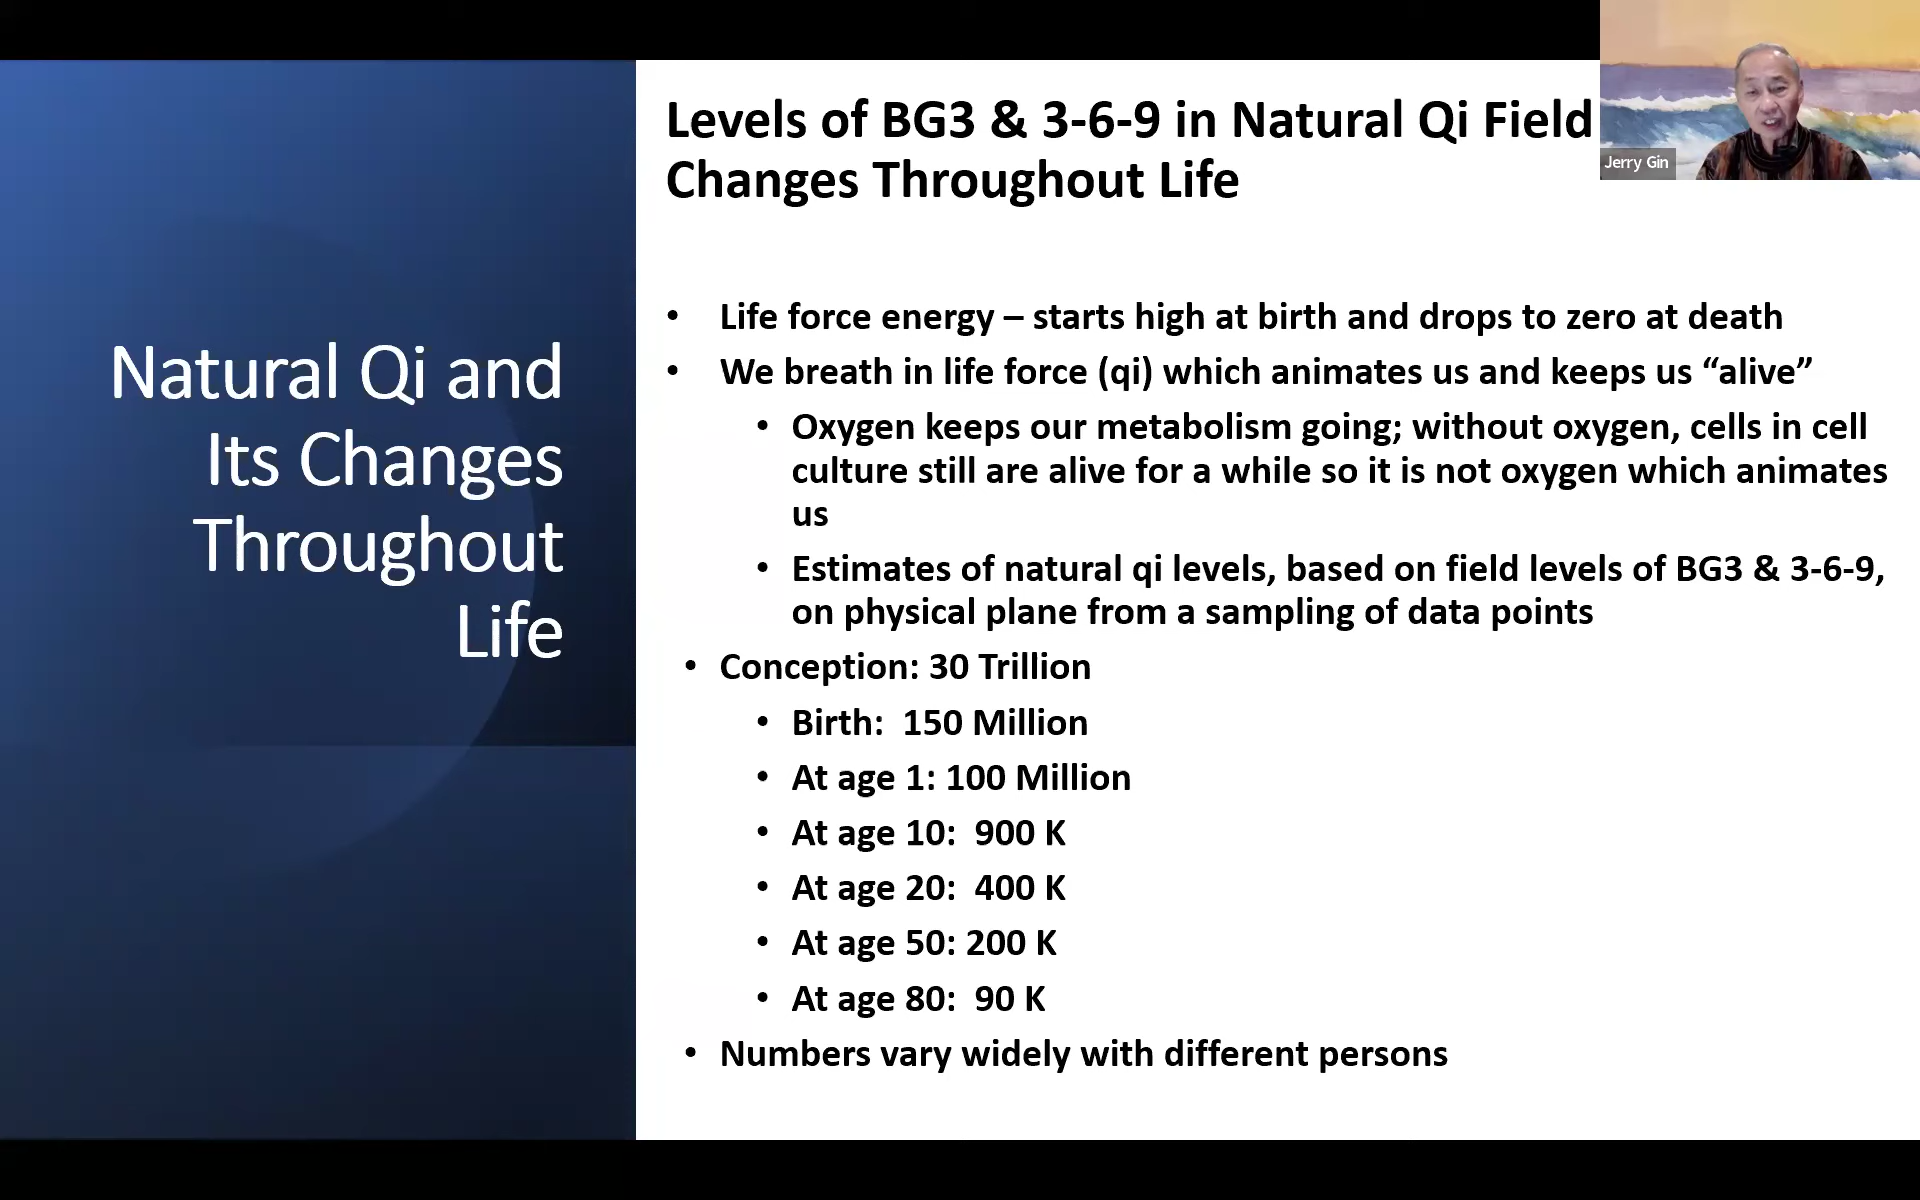 Natural Qi and
Its Changes
Throughout
Life
Levels of BG3 & 3-6-9 in Natural Qi Field
Changes Throughout Life
Jerry Gin
• Life force energy – starts high at birth and drops to zero at death
• We breath in life force (qi) which animates us and keeps us “alive”
• Oxygen keeps our metabolism going; without oxygen, cells in cell
culture still are alive for a while so it is not oxygen which animates
us
• Estimates of natural qi levels, based on field levels of BG3 & 3-6-9,
on physical plane from a sampling of data points
• Conception: 30 Trillion
• Birth:  150 Million
• At age 1: 100 Million
• At age 10:  900 K
• At age 20:  400 K
• At age 50: 200 K
• At age 80:  90 K
• Numbers vary widely with different persons